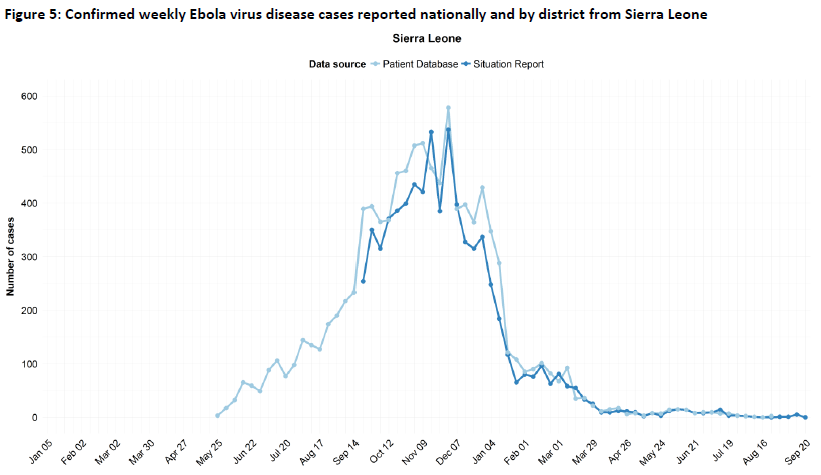 Figure 5: Confirmed weekly Ebola virus disease cases reported nationally and by district from Sierra Leone
Sierra Leone
Data source Patient Database Situation Report
Number of cases
600
500
400
300
200
100
0
Jan 05 Feb 02 Mar 02 Mar 30 Apr 27 May 25 Jun 22 Jul 20 Aug 17 Sep 14 Oct 12 Nov 09 Dec 07 Jan 04 Feb 01 Mar 01 Mar 29 Apr 26 May 24 Jun 21 Jul 19 Aug 16 Sep 20